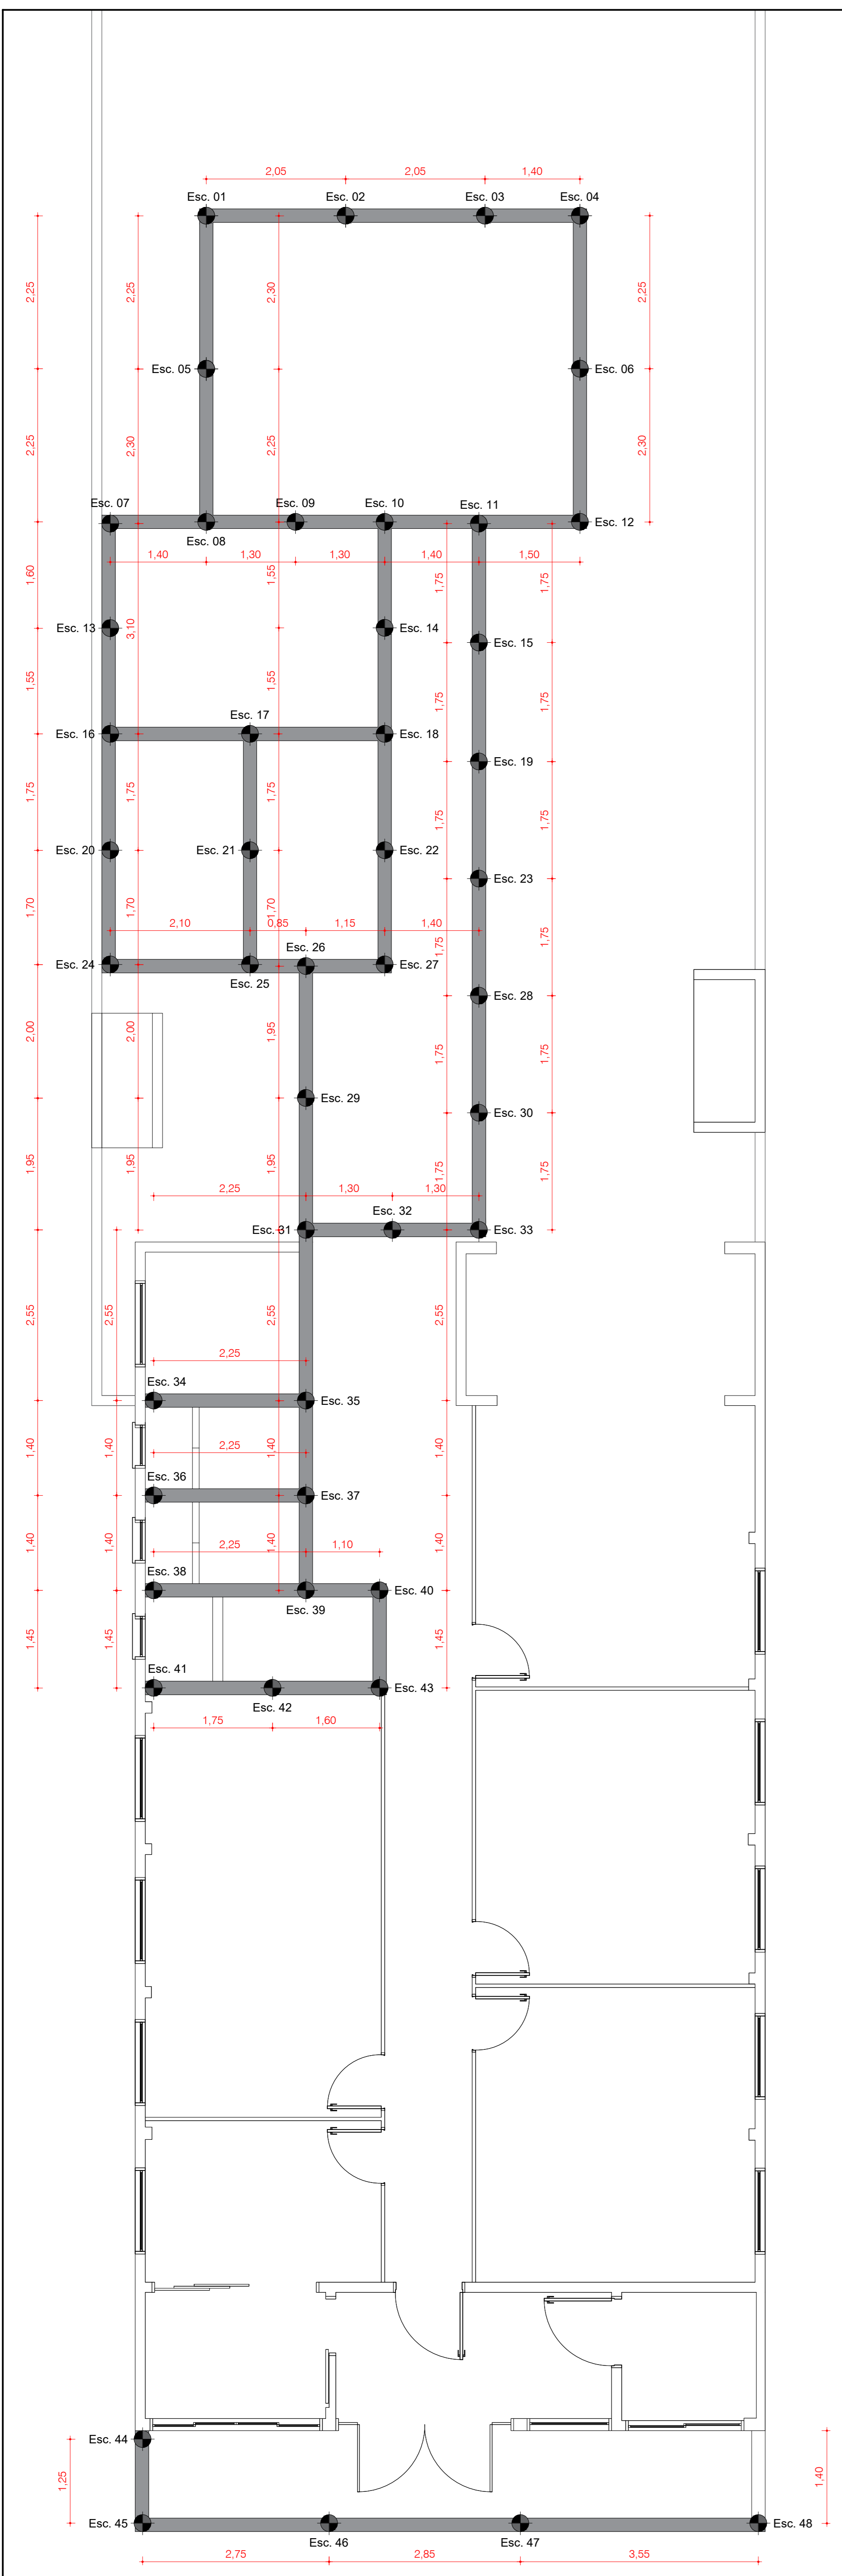 2,05 2,05 1,40
Esc. 01 Esc. 02 Esc. 03 Esc. 04
2,25 2,25 2,30 2,25
Esc. 05 Esc. 06
2,25 2,30 2,25 2,30
Esc. 07 Esc. 09 Esc. 10 Esc. 11 Esc. 12
Esc. 08
1,40 1,30 1,30 1,40 1,50
1,60 1,55 1,75 1,75
Esc. 13 3,10 Esc. 14 Esc. 15
1,55 1,55 1,75 1,75
Esc. 17
Esc. 16 Esc. 18
Esc. 19
1,75 1,75 1,75 1,75 1,75
Esc. 20 Esc. 21 Esc. 22
Esc. 23
1,70 1,70 1,70 1,75 1,75
2,10 0,85 1,15 1,40
Esc. 26
Esc. 24 Esc. 27
Esc. 25
Esc. 28
2,00 2,00 1,95 1,75 1,75
Esc. 29 Esc. 30
1,95 1,95 1,95 1,75 1,75
2,25 1,30 1,30
Esc. 32
Esc. 31 Esc. 33
2,55 2,55 2,55 2,55
2,25
Esc. 34
Esc. 35
1,40 1,40 1,40 1,40
2,25
Esc. 36
Esc. 37
1,40 1,40 1,40 1,40
2,25 1,10
Esc. 38
Esc. 40
Esc. 39
1,45 1,45 1,45
Esc. 41
Esc. 43
Esc. 42
1,75 1,60
Esc. 44
1,25 1,40
Esc. 45 Esc. 48
Esc. 46 Esc. 47
2,75 2,85 3,55